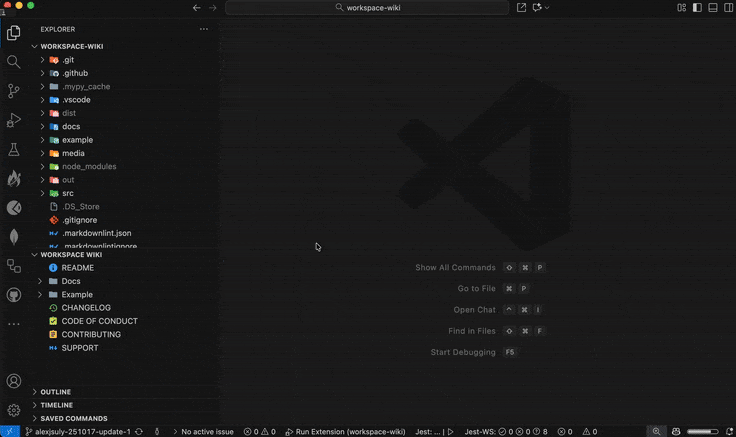 workspace-wiki
EXPLORER
WORKSPACE-WIKI
.git
.github
.mypy_cache
.vscode
dist
docs
example
media
node_modules
out
src
.DS_Store
.gitignore
.markdownlint.json
.markdownlintignore
WORKSPACE WIKI
README
Docs
Example
CHANGELOG
CODE OF CONDUCT
CONTRIBUTING
SUPPORT
OUTLINE
TIMELINE
SAVED COMMANDS
Show All Commands ⇧ ⌘ P
Go to File ⌘ P
Open Chat ^ ⌘ I
Find in Files ⇧ ⌘ F
Start Debugging F5
alexjsuly-251017-update-1 No active issue 0 0 Run Extension (workspace-wiki) Jest: ... Jest-WS: 0 0 8 0 0